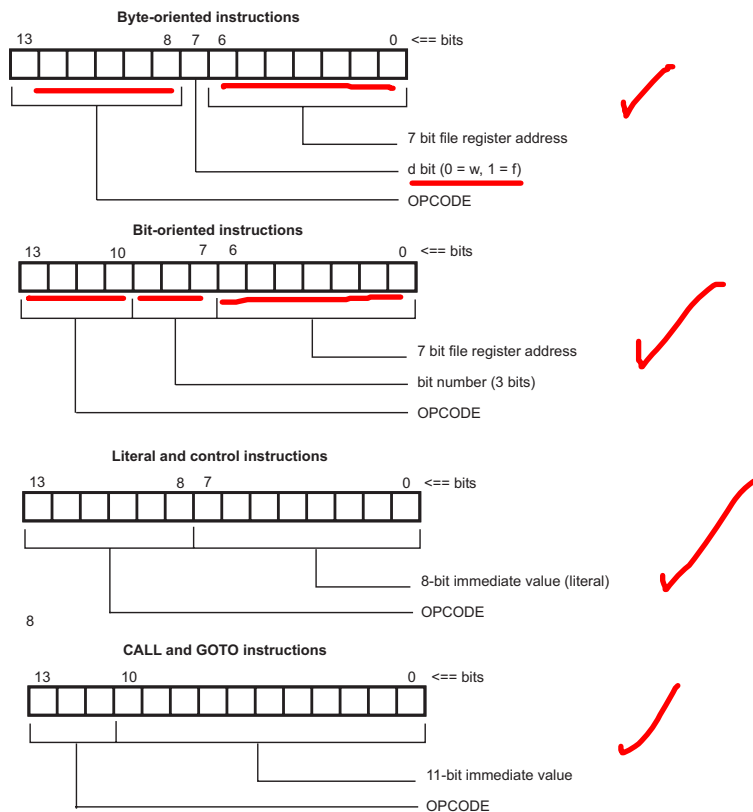 Byte-oriented instructions
13 8 7 6 0 <== bits
7 bit file register address
d bit (0 = w, 1 = f)
OPCODE
Bit-oriented instructions
13 10 7 6 0 <== bits
7 bit file register address
bit number (3 bits)
OPCODE
Literal and control instructions
13 8 7 0 <== bits
8-bit immediate value (literal)
OPCODE
8
CALL and GOTO instructions
13 10 0 <== bits
11-bit immediate value
OPCODE